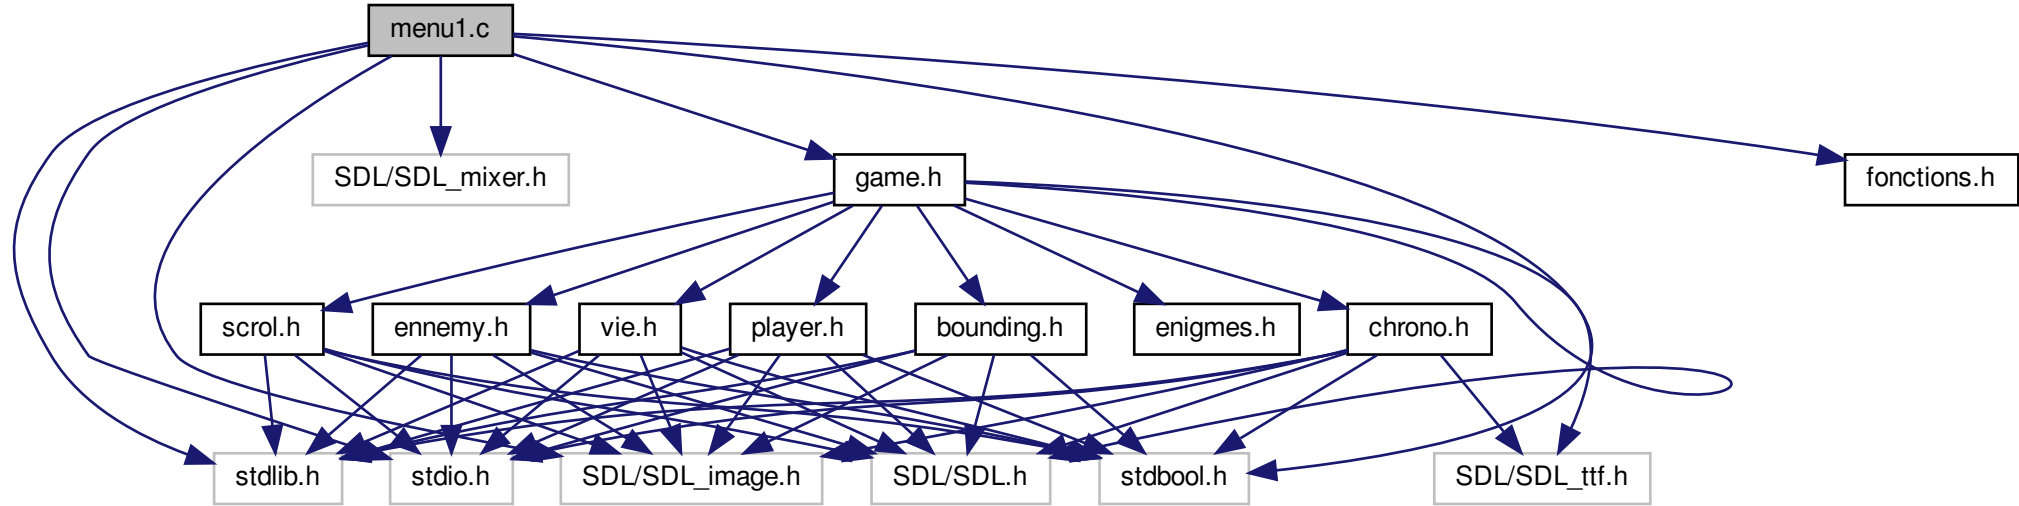 menu1.c
SDL/SDL_mixer.h
game.h
fonctions.h
scrol.h
ennemy.h
vie.h
player.h
bounding.h
enigmes.h
chrono.h
stdlib.h
stdio.h
SDL/SDL_image.h
SDL/SDL.h
stdbool.h
SDL/SDL_ttf.h